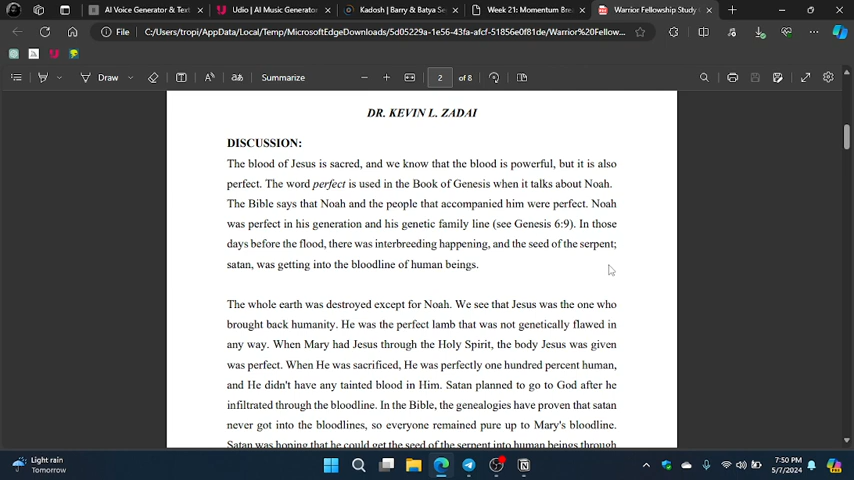 AI Voice Generator & Text
Udio | AI Music Generator
Kadosh | Barry & Batya Se
Week 21: Momentum Bre
Warrior Fellowship Study G
File
C:/Users/tropi/AppData/Local/Temp/MicrosoftEdgeDownloads/5d05229a-1e56-43fa-afcf-51856e0f81de/Warrior%20Fellow...
Draw
Summarize
2 of 8
DR. KEVIN L. ZADAI
DISCUSSION:
The blood of Jesus is sacred, and we know that the blood is powerful, but it is also
perfect. The word perfect is used in the Book of Genesis when it talks about Noah.
The Bible says that Noah and the people that accompanied him were perfect. Noah
was perfect in his generation and his genetic family line (see Genesis 6:9). In those
days before the flood, there was interbreeding happening, and the seed of the serpent;
satan, was getting into the bloodline of human beings.
The whole earth was destroyed except for Noah. We see that Jesus was the one who
brought back humanity. He was the perfect lamb that was not genetically flawed in
any way. When Mary had Jesus through the Holy Spirit, the body Jesus was given
was perfect. When He was sacrificed, He was perfectly one hundred percent human,
and He didn't have any tainted blood in Him. Satan planned to go to God after he
infiltrated through the bloodline. In the Bible, the genealogies have proven that satan
never got into the bloodlines, so everyone remained pure up to Mary's bloodline.
Satan was hoping that he could get the seed of the serpent into human beings through
Light rain
Tomorrow
7:50 PM
5/7/2024